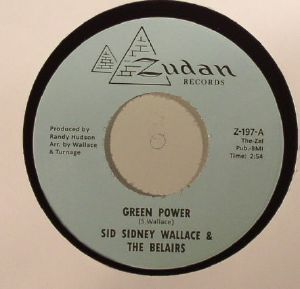 Zudan
RECORDS
Produced by
Randy Hudson
Arr. by Wallace
& Turnage
Z-197-A
The-Zel
Pub.-BMI
Time: 2:54
GREEN POWER
(S.Wallace)
SID SIDNEY WALLACE &
THE BELAIRS